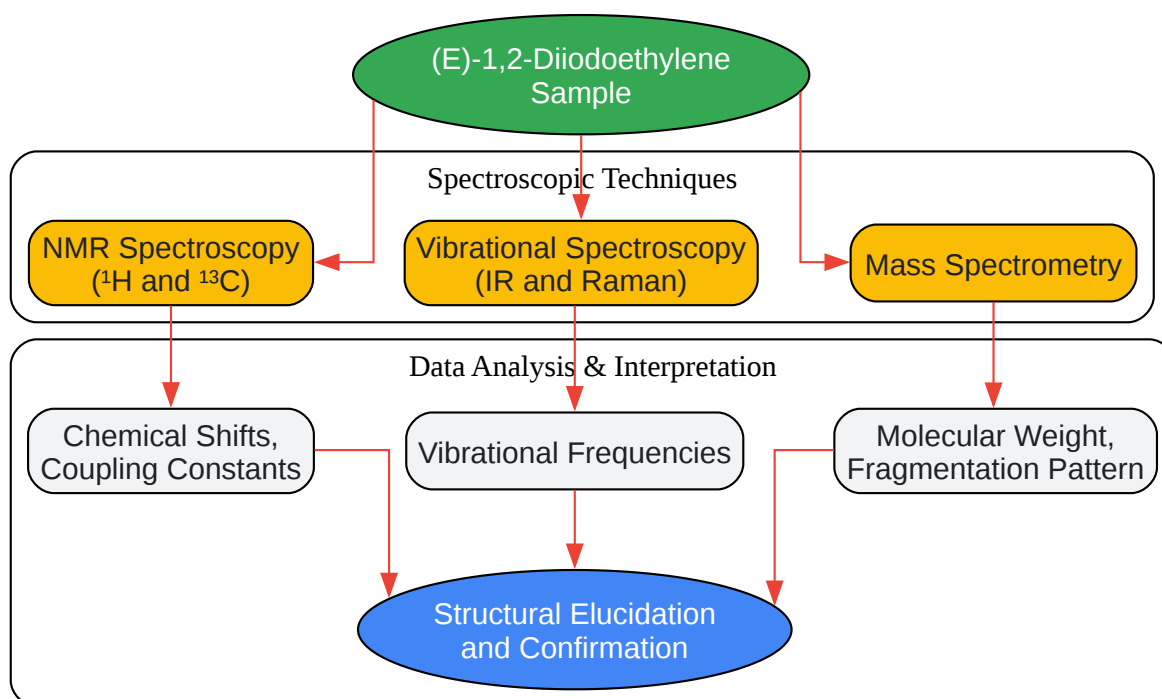 (E)-1,2-Diiodoethylene
Sample
Spectroscopic Techniques
NMR Spectroscopy
(¹H and ¹³C)
Vibrational Spectroscopy
(IR and Raman)
Mass Spectrometry
Data Analysis & Interpretation
Chemical Shifts,
Coupling Constants
Vibrational Frequencies
Molecular Weight,
Fragmentation Pattern
Structural Elucidation
and Confirmation